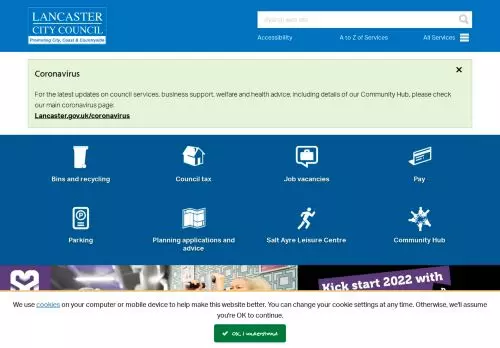 LANCASTER
CITY COUNCIL
Promoting City, Coast & Countryside
Search web site
Accessibility
A to Z of Services
All Services
Coronavirus
For the latest updates on council services, business support, welfare and health advice, including details of our Community Hub, please check
our main coronavirus page:
Lancaster.gov.uk/coronavirus
Bins and recycling
Council tax
Job vacancies
Pay
Parking
Planning applications and
advice
Salt Ayre Leisure Centre
Community Hub
Kick start 2022 with
We use cookies on your computer or mobile device to help make this website better. You can change your cookie settings at any time. Otherwise, we'll assume
you're OK to continue.
OK, I understand